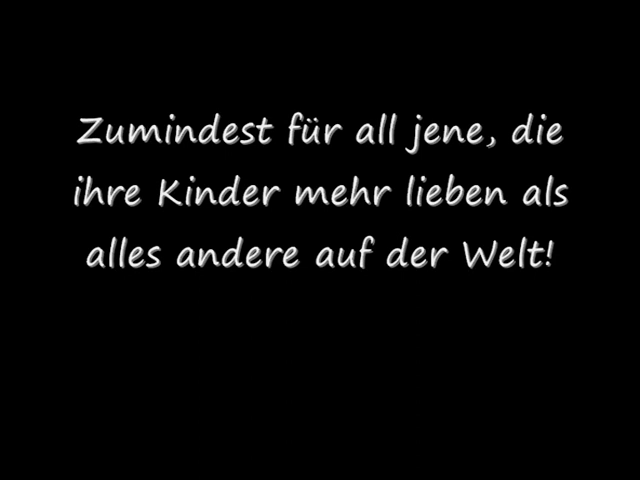 Zumindest für all jene, die
ihre Kinder mehr lieben als
alles andere auf der Welt!